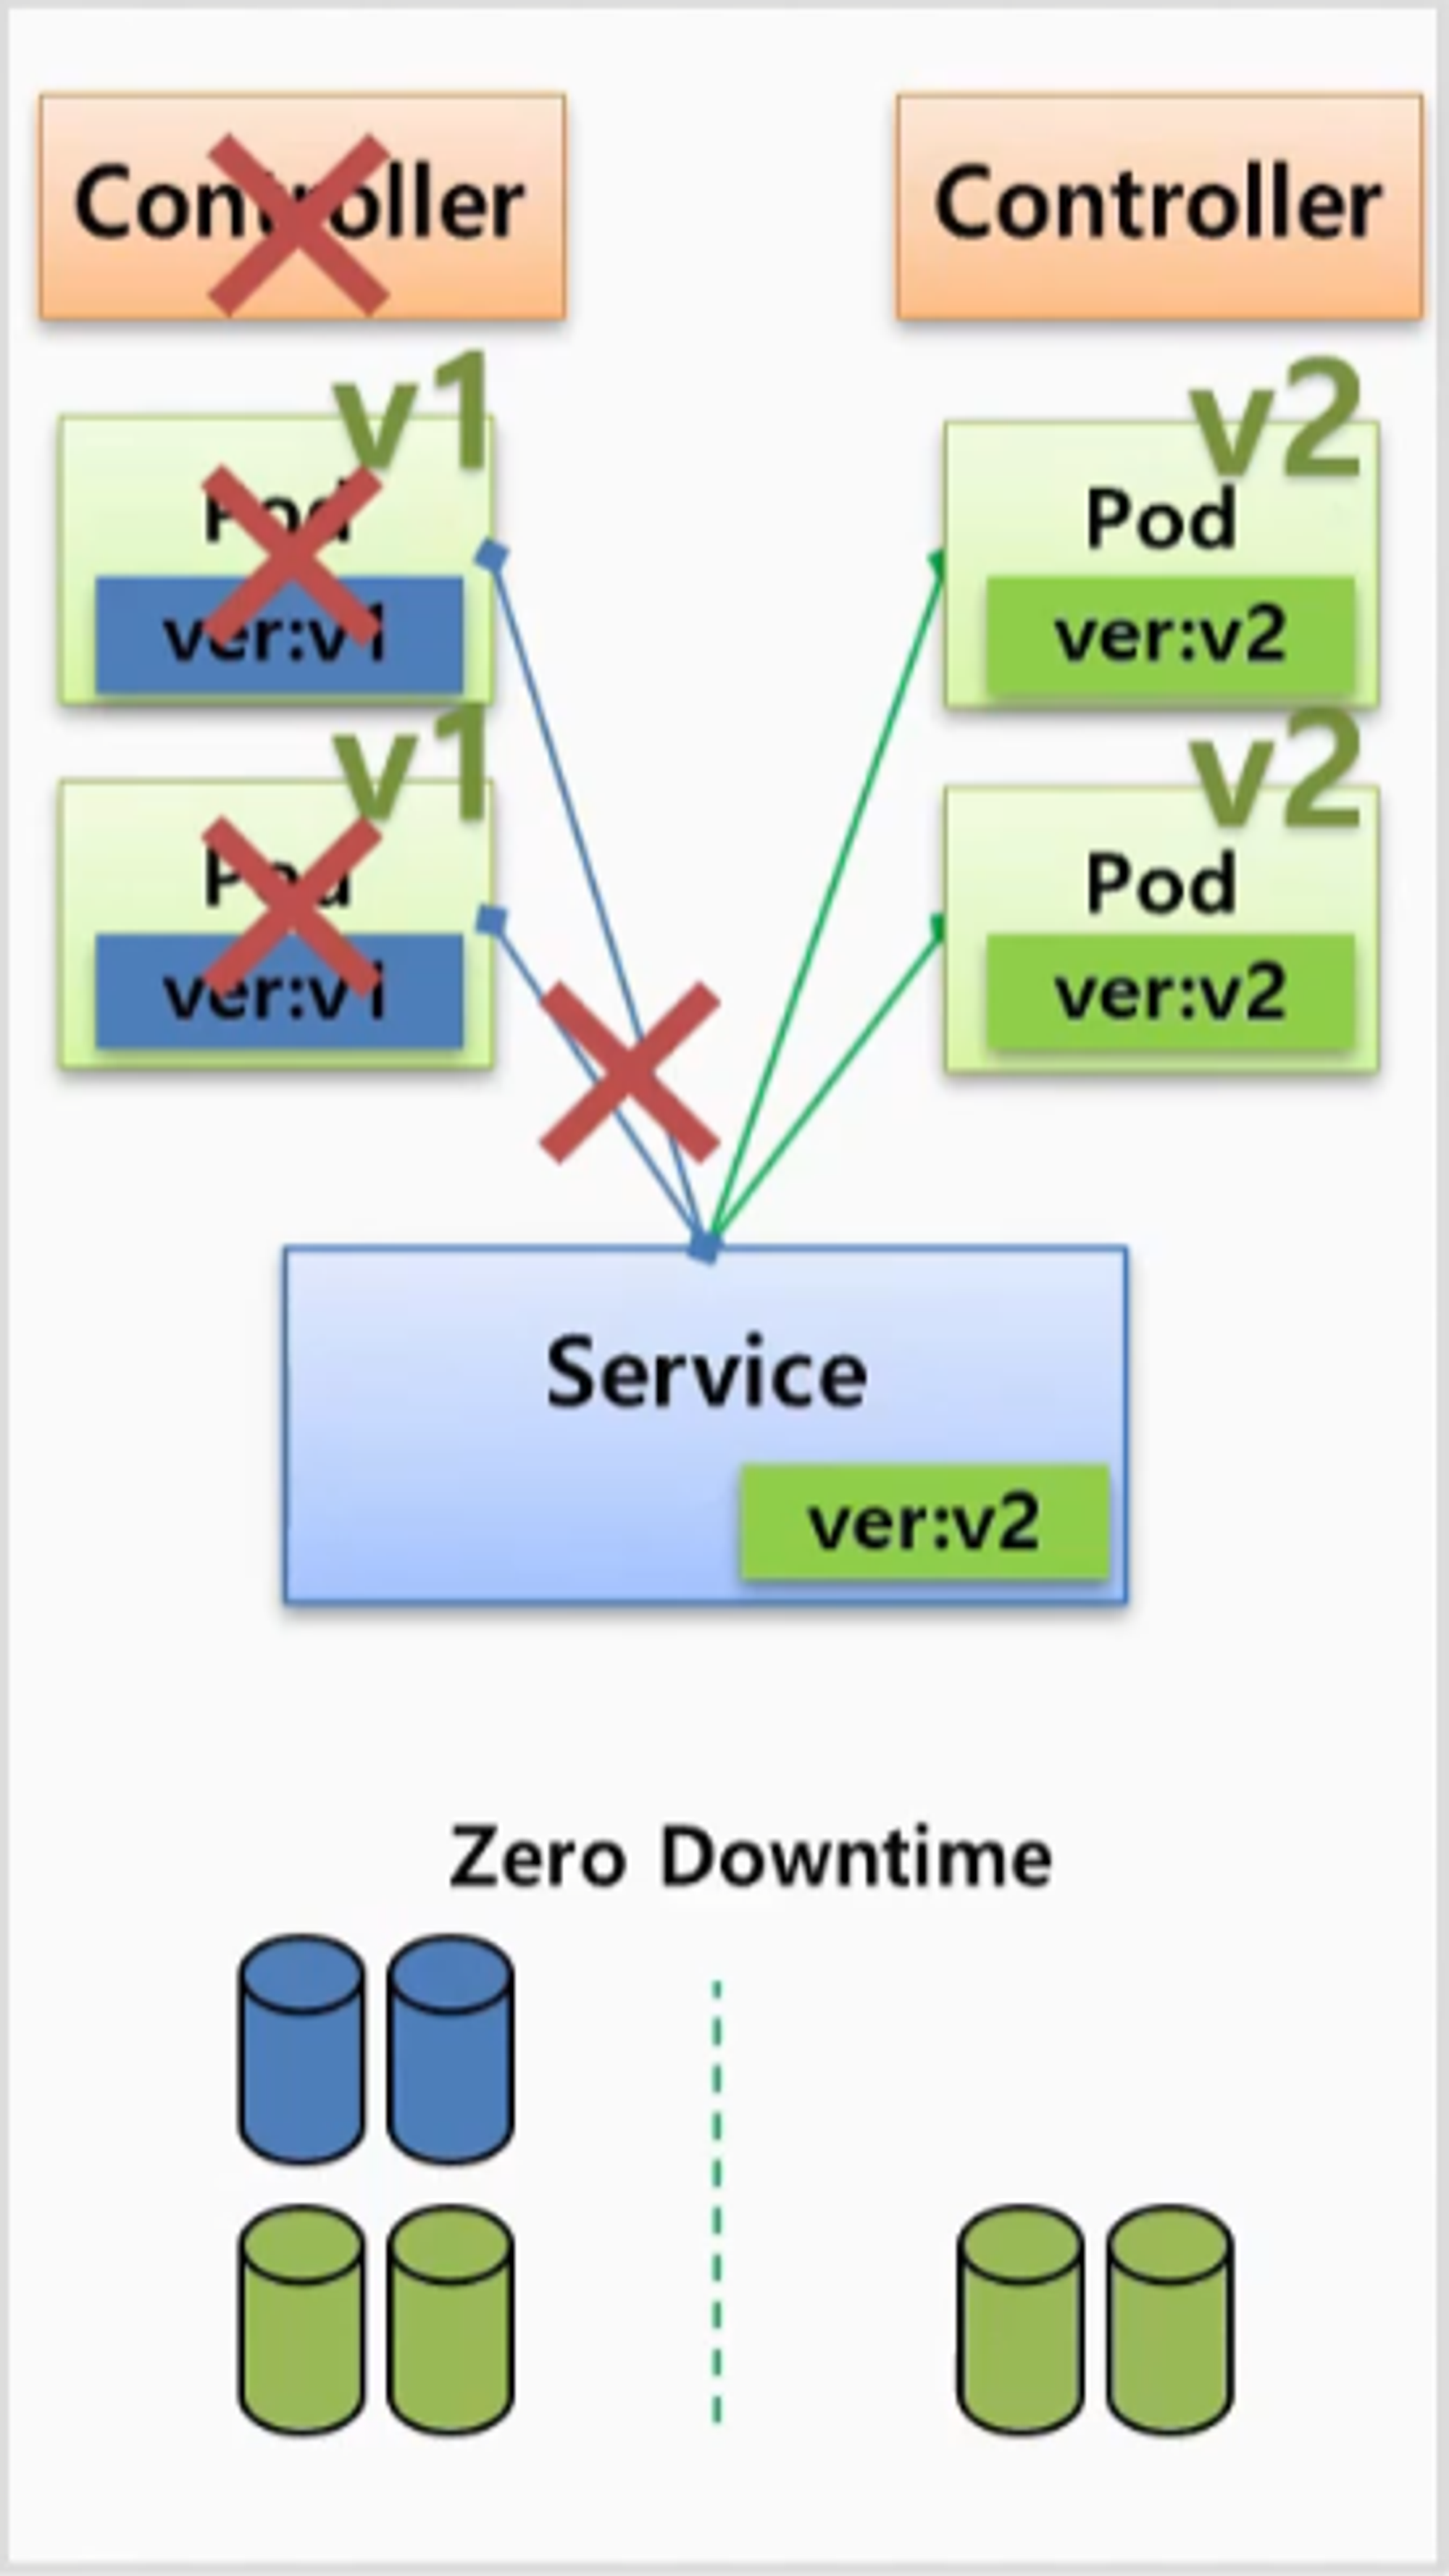 Controller
Controller
v1
v2
Pod
Pod
ver:v1
ver:v2
v1
v2
Pod
Pod
ver:v1
ver:v2
Service
ver:v2
Zero Downtime